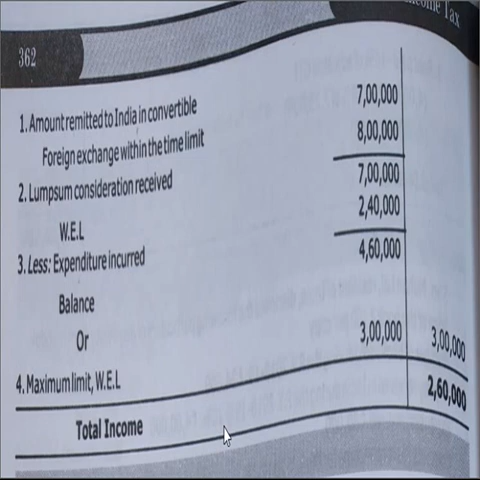 Income Tax
362
1. Amount remitted to India in convertible
Foreign exchange within the time limit 7,00,000
2. Lumpsum consideration received 8,00,000
W.E.L 7,00,000
3. Less: Expenditure incurred 2,40,000
Balance 4,60,000
Or
4. Maximum limit, W.E.L 3,00,000 3,00,000
Total Income 2,60,000